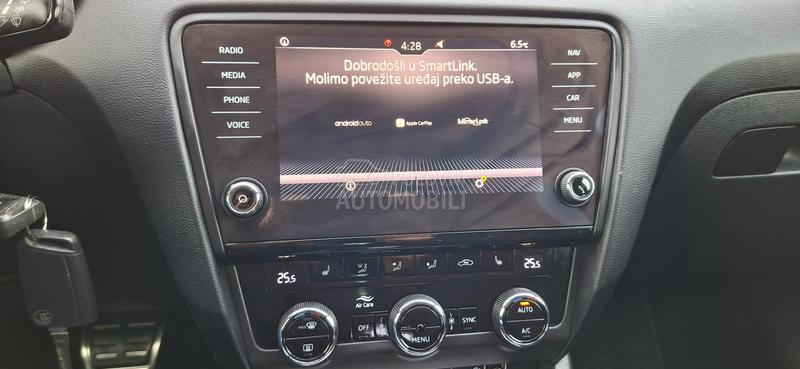 RADIO
MEDIA
PHONE
VOICE
4:28
6.5°C
Dobrodošli u SmartLink.
Molimo povežite uređaj preko USB-a.
androidauto
Apple CarPlay
MirrorLink
NAV
APP
CAR
MENU
AUTOMOBILI
25.5
25.5
Air Care
MAX
OFF
MENU
SYNC
AUTO
A/C